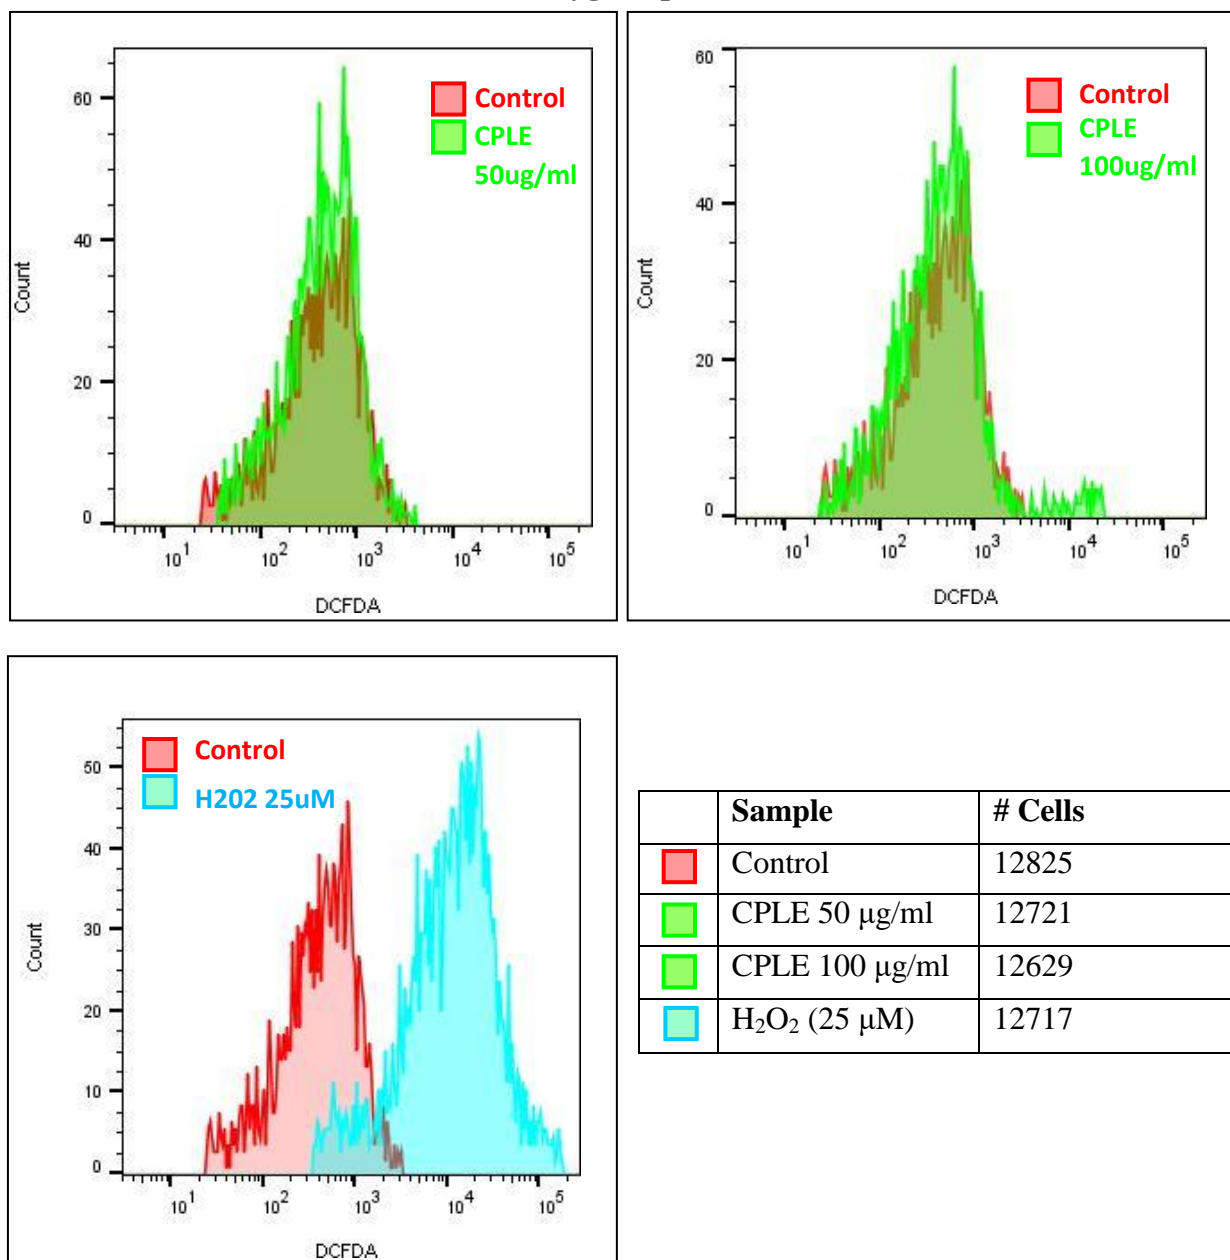 Control
CPLE
50ug/ml
60
40
20
0
Count
10^1 10^2 10^3 10^4 10^5
DCFDA
Control
CPLE
100ug/ml
60
40
20
0
Count
10^1 10^2 10^3 10^4 10^5
DCFDA
Control
H202 25uM
50
40
30
20
10
0
Count
10^1 10^2 10^3 10^4 10^5
DCFDA
Sample # Cells
Control 12825
CPLE 50 μg/ml 12721
CPLE 100 μg/ml 12629
H₂O₂ (25 μM) 12717